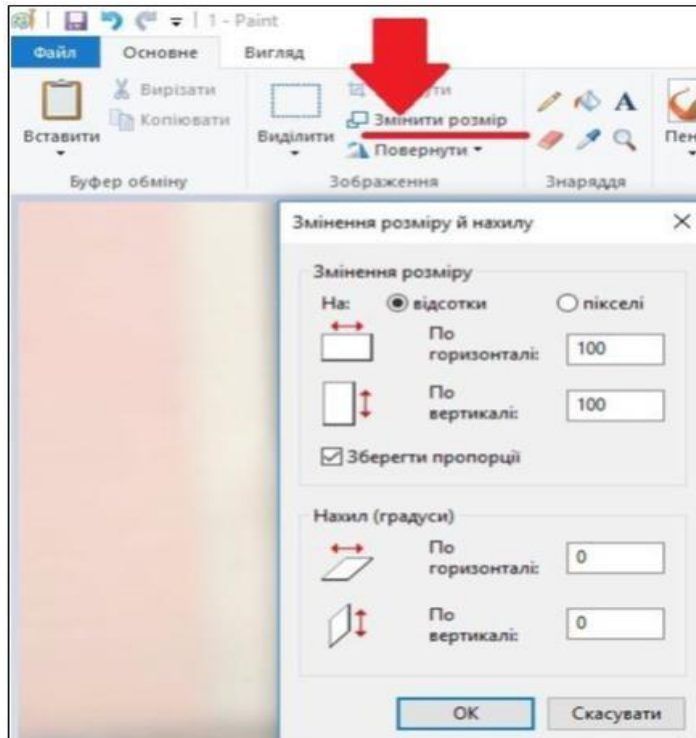 1 - Paint
Файл Основне Вигляд
Вирізати
Копіювати
Вставити
Буфер обміну
Виділити
Змінити розмір
Повернути
Зображення
A
Знаряддя
Змінення розміру й нахилу
Змінення розміру
На: відсотки пікселі
По
горизонталі: 100
По
вертикалі: 100
Зберегти пропорції
Нахил (градуси)
По
горизонталі: 0
По
вертикалі: 0
OK Скасувати